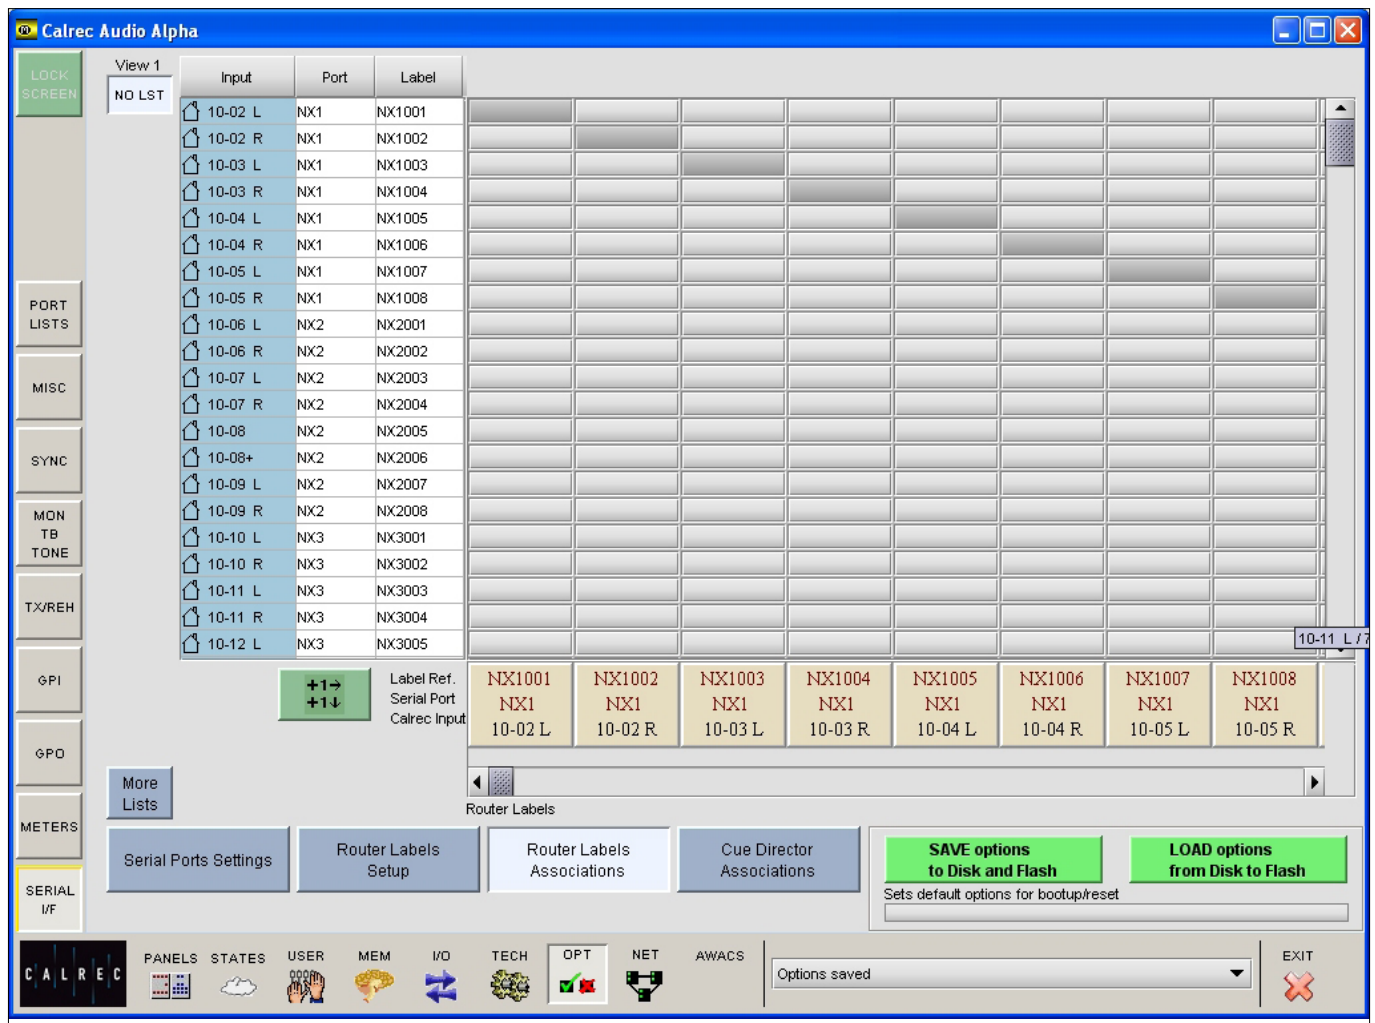 Calrec Audio Alpha
LOCK
SCREEN
View 1
NO LST
Input Port Label
10-02 L NX1 NX1001
10-02 R NX1 NX1002
10-03 L NX1 NX1003
10-03 R NX1 NX1004
10-04 L NX1 NX1005
10-04 R NX1 NX1006
10-05 L NX1 NX1007
10-05 R NX1 NX1008
10-06 L NX2 NX2001
10-06 R NX2 NX2002
10-07 L NX2 NX2003
10-07 R NX2 NX2004
10-08 NX2 NX2005
10-08+ NX2 NX2006
10-09 L NX2 NX2007
10-09 R NX2 NX2008
10-10 L NX3 NX3001
10-10 R NX3 NX3002
10-11 L NX3 NX3003
10-11 R NX3 NX3004
10-12 L NX3 NX3005
10-11 L / 7
PORT
LISTS
MISC
SYNC
MON
TB
TONE
TX/REH
GPI
GPO
METERS
SERIAL
I/F
+1→
+1↓
Label Ref.
Serial Port
Calrec Input
NX1001 NX1002 NX1003 NX1004 NX1005 NX1006 NX1007 NX1008
NX1 NX1 NX1 NX1 NX1 NX1 NX1 NX1
10-02 L 10-02 R 10-03 L 10-03 R 10-04 L 10-04 R 10-05 L 10-05 R
More
Lists
Router Labels
Serial Ports Settings
Router Labels
Setup
Router Labels
Associations
Cue Director
Associations
SAVE options
to Disk and Flash
LOAD options
from Disk to Flash
Sets default options for bootup/reset
CALREC
PANELS STATES USER MEM I/O TECH OPT NET AWACS
Options saved
EXIT